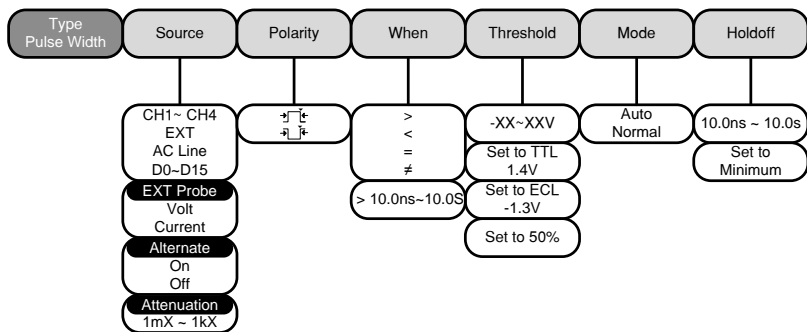 Type
Pulse Width
Source
Polarity
When
Threshold
Mode
Holdoff
CH1~ CH4
EXT
AC Line
D0~D15
EXT Probe
Volt
Current
Alternate
On
Off
Attenuation
1mX ~ 1kX
>
<
=
≠
> 10.0ns~10.0S
-XX~XXV
Set to TTL
1.4V
Set to ECL
-1.3V
Set to 50%
Auto
Normal
10.0ns ~ 10.0s
Set to
Minimum